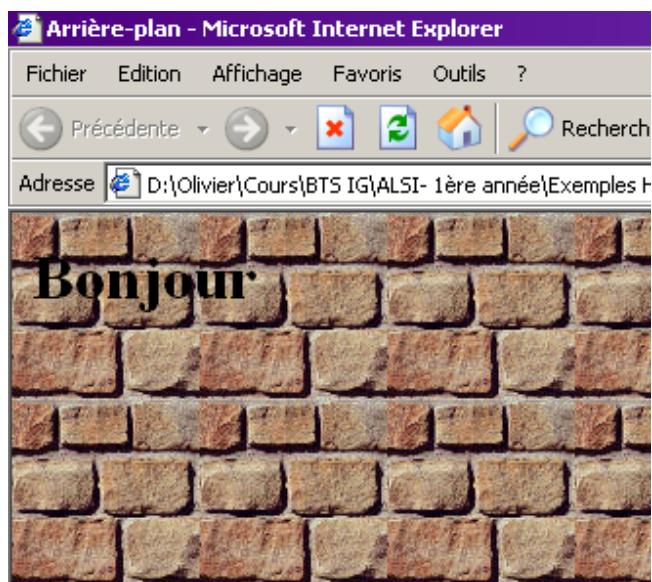 Arrière-plan - Microsoft Internet Explorer
Fichier Edition Affichage Favoris Outils ?
Précédente Recherch
Adresse D:\Olivier\Cours\BTS IG\ALSI- 1ère année\Exemples H
Bonjour